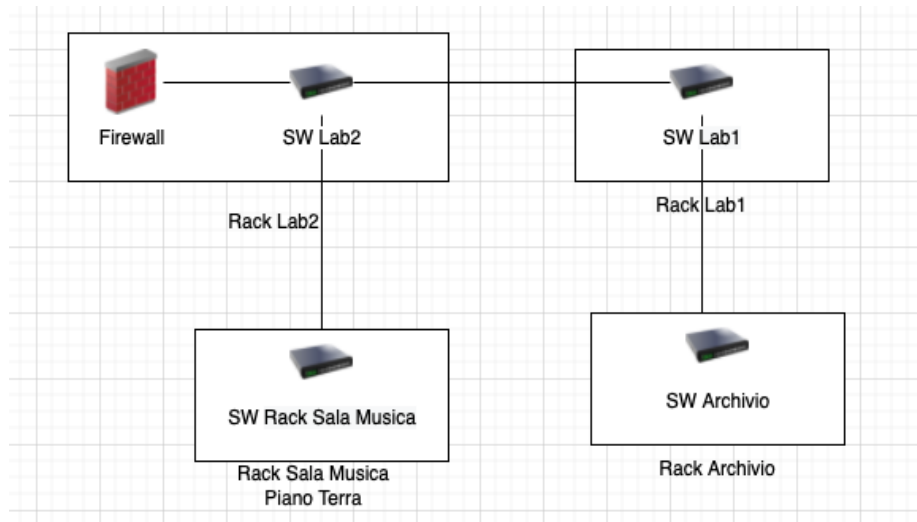 Firewall
SW Lab2
SW Lab1
Rack Lab2
Rack Lab1
SW Rack Sala Musica
SW Archivio
Rack Sala Musica
Piano Terra
Rack Archivio